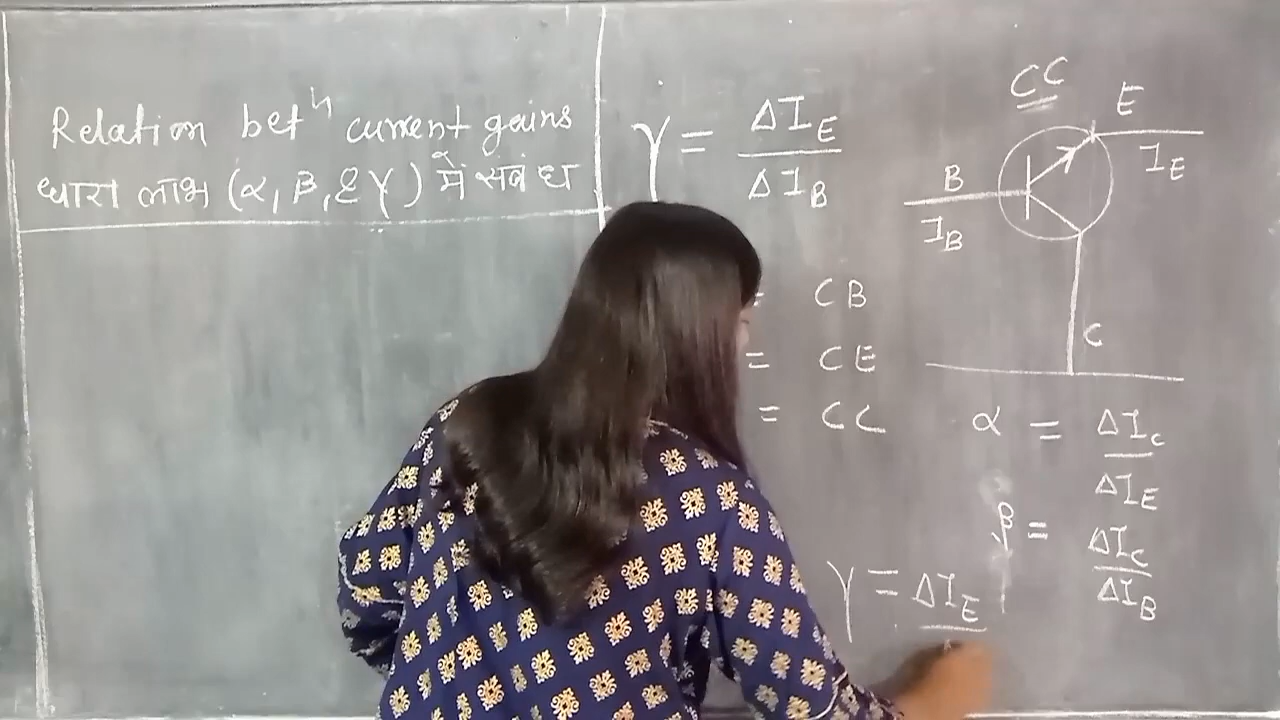 Relation betⁿ current gains
धारा लाभ (α, β, & γ) में संबंध
γ = ΔI_E / ΔI_B
= CB
= CE
= CC
CC
E
I_E
B
I_B
C
α = ΔI_C / ΔI_E
β = ΔI_C / ΔI_B
γ = ΔI_E